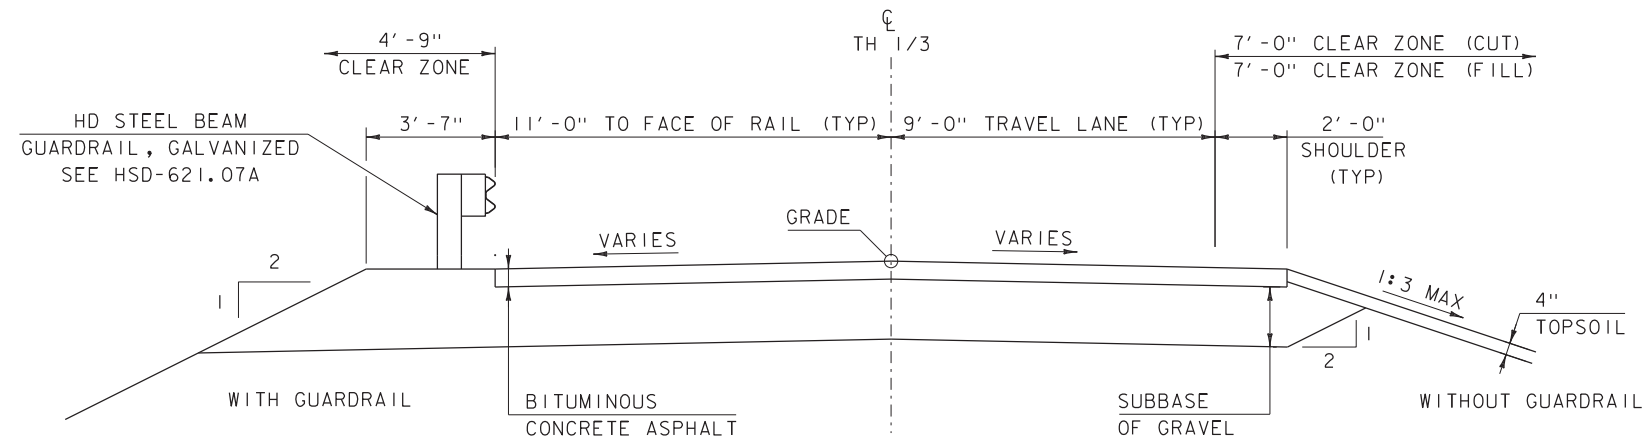 ℄
TH 1/3
4'-9"
CLEAR ZONE
7'-0" CLEAR ZONE (CUT)
7'-0" CLEAR ZONE (FILL)
HD STEEL BEAM
GUARDRAIL, GALVANIZED
SEE HSD-621.07A
3'-7"
11'-0" TO FACE OF RAIL (TYP)
9'-0" TRAVEL LANE (TYP)
2'-0"
SHOULDER
(TYP)
GRADE
VARIES
VARIES
2
1
1:3 MAX
4"
TOPSOIL
1
2
WITH GUARDRAIL
BITUMINOUS
CONCRETE ASPHALT
SUBBASE
OF GRAVEL
WITHOUT GUARDRAIL